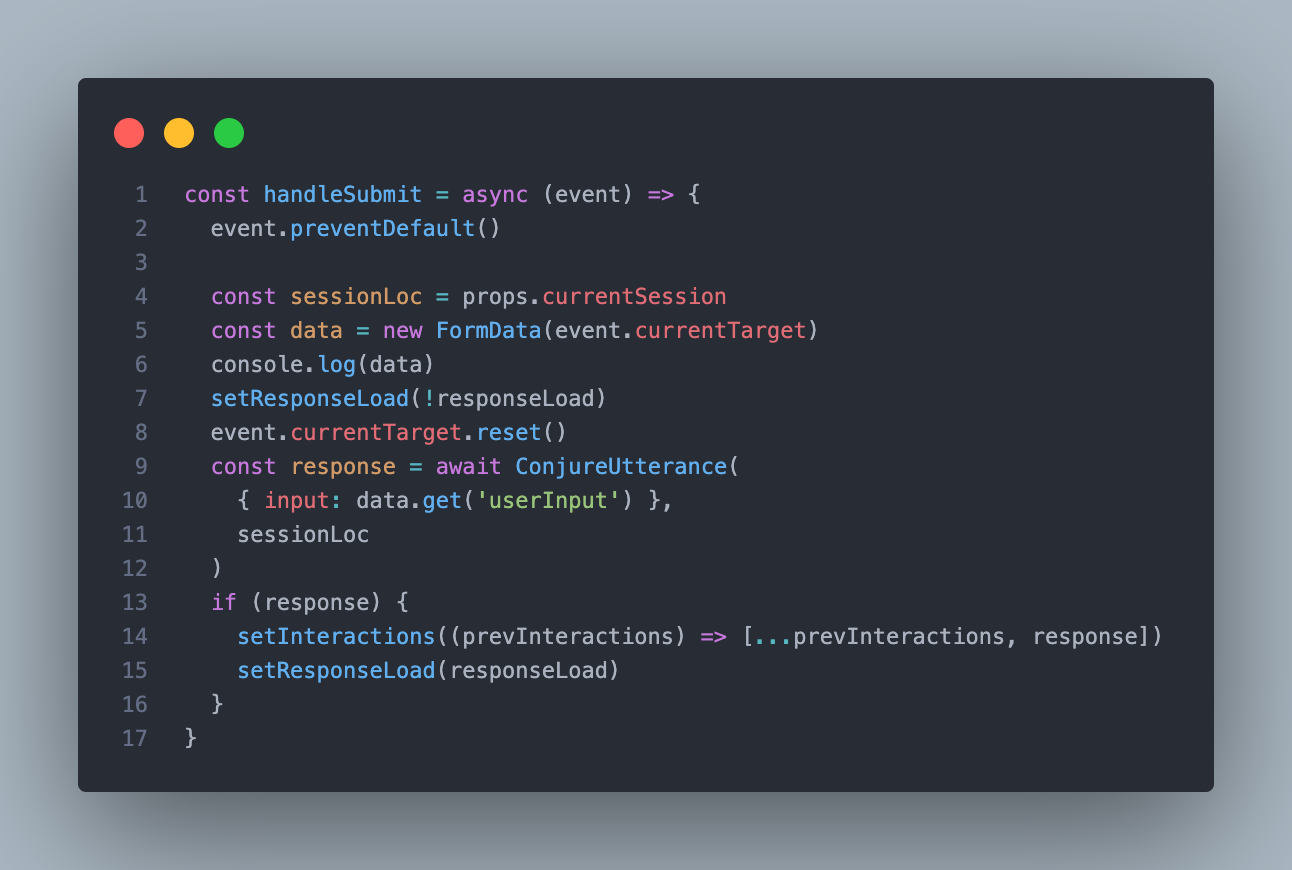 1 const handleSubmit = async (event) => {
2   event.preventDefault()
3
4   const sessionLoc = props.currentSession
5   const data = new FormData(event.currentTarget)
6   console.log(data)
7   setResponseLoad(!responseLoad)
8   event.currentTarget.reset()
9   const response = await ConjureUtterance(
10     { input: data.get('userInput') },
11     sessionLoc
12   )
13   if (response) {
14     setInteractions((prevInteractions) => [...prevInteractions, response])
15     setResponseLoad(responseLoad)
16   }
17 }